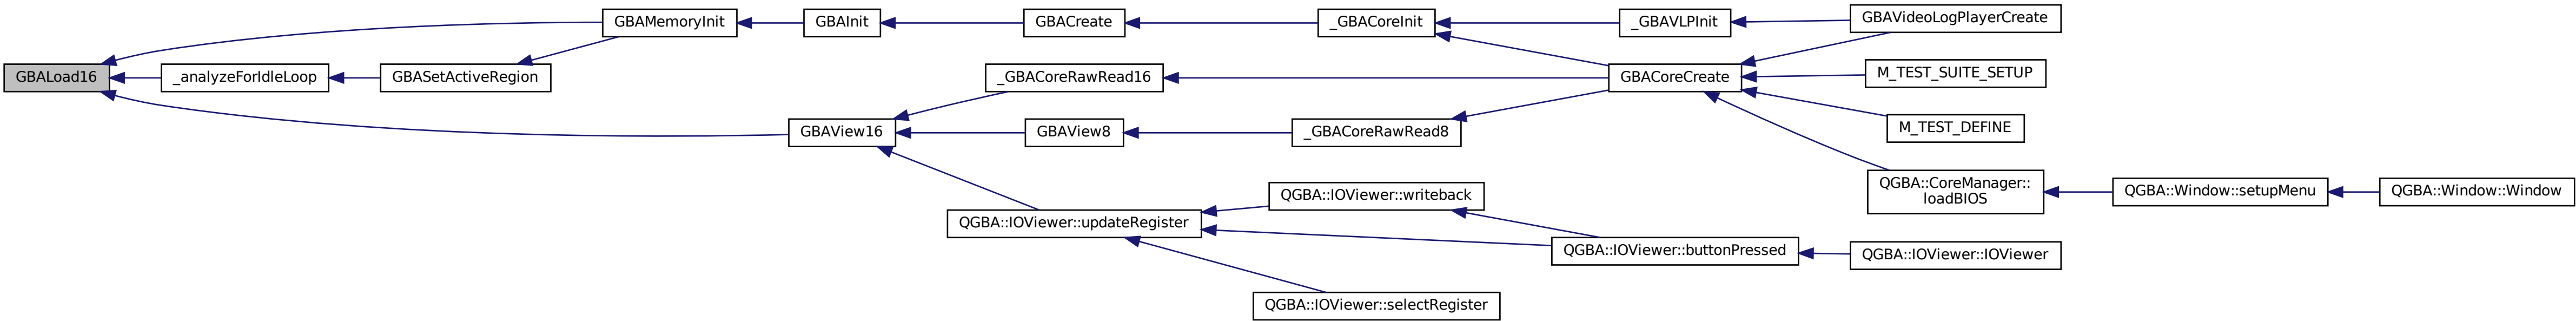 GBALoad16
GBAMemoryInit
_analyzeForIdleLoop
GBASetActiveRegion
GBAInit
GBACreate
_GBACoreInit
_GBAVLPInit
GBAVideoLogPlayerCreate
_GBACoreRawRead16
GBACoreCreate
M_TEST_SUITE_SETUP
GBAView16
GBAView8
_GBACoreRawRead8
M_TEST_DEFINE
QGBA::CoreManager::
loadBIOS
QGBA::Window::setupMenu
QGBA::Window::Window
QGBA::IOViewer::updateRegister
QGBA::IOViewer::writeback
QGBA::IOViewer::buttonPressed
QGBA::IOViewer::IOViewer
QGBA::IOViewer::selectRegister